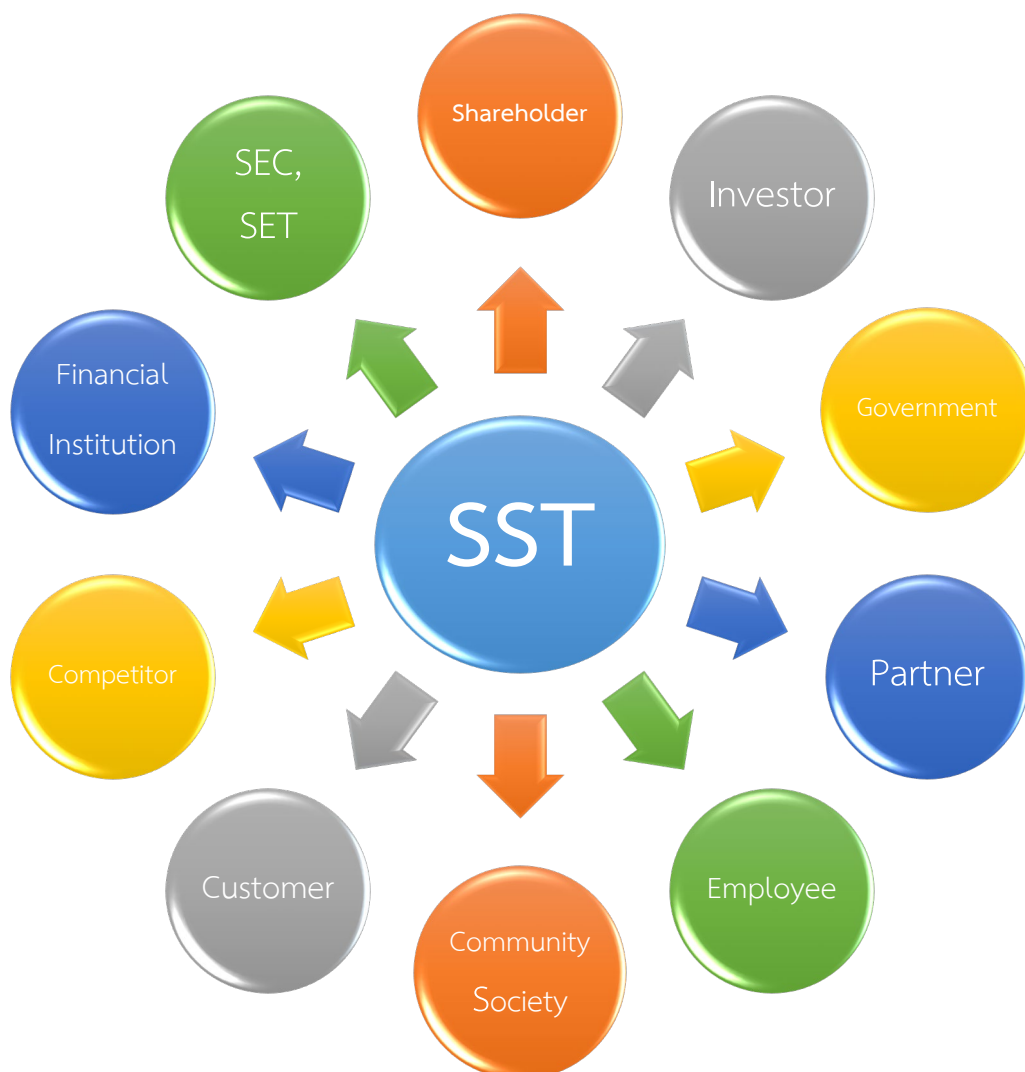 Shareholder
SEC,
SET
Investor
Financial
Institution
Government
SST
Competitor
Partner
Customer
Employee
Community
Society